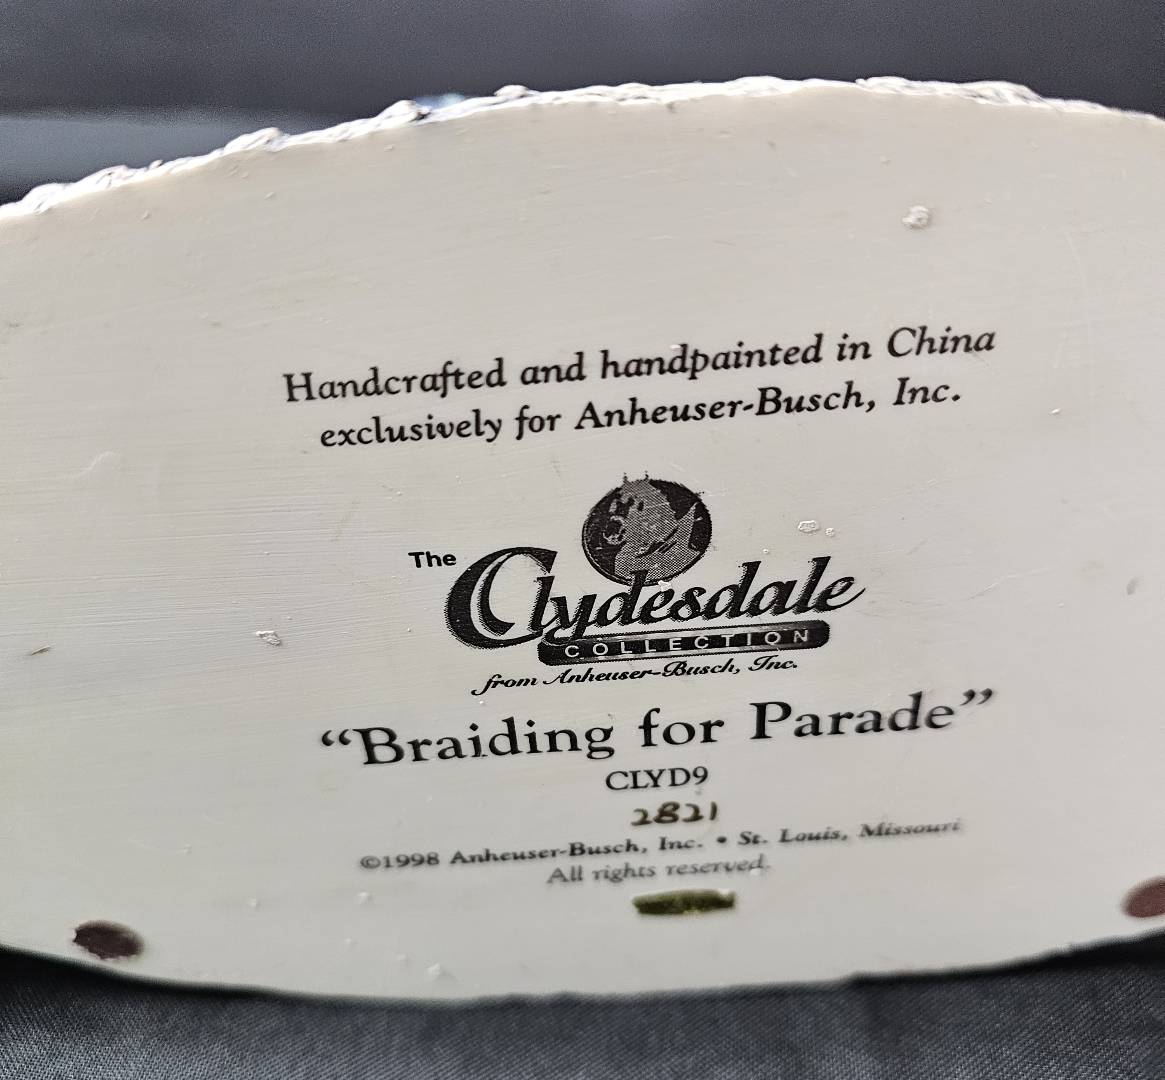 Handcrafted and handpainted in China
exclusively for Anheuser-Busch, Inc.
The Clydesdale
COLLECTION
from Anheuser-Busch, Inc.
“Braiding for Parade”
CLYD9
2821
©1998 Anheuser-Busch, Inc. • St. Louis, Missouri
All rights reserved.